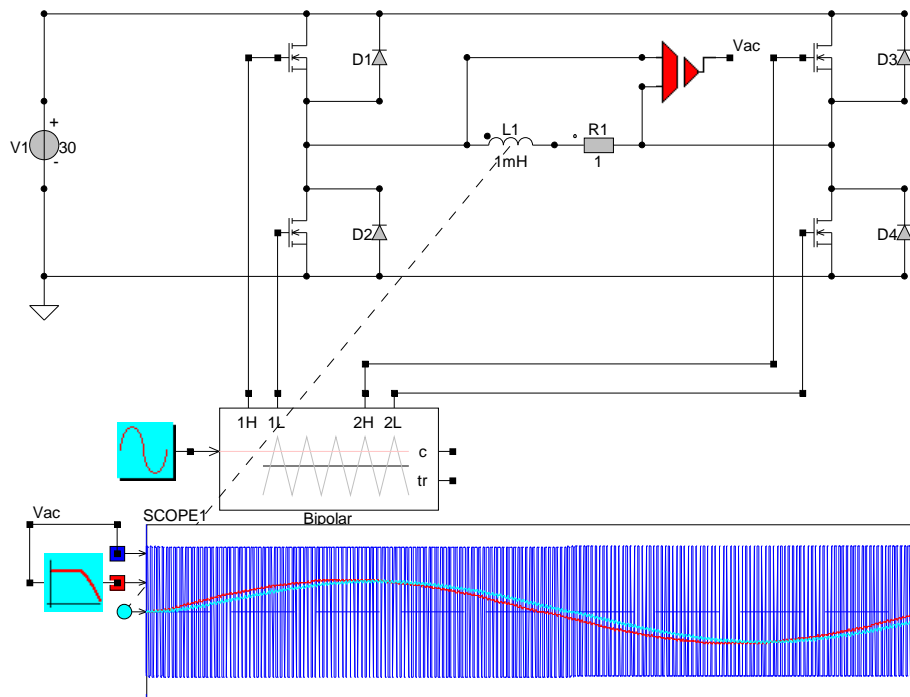 Vac
D1
D3
+
V1
30
-
L1
1mH
R1
1
D2
D4
1H 1L 2H 2L
c
tr
Bipolar
Vac
SCOPE1